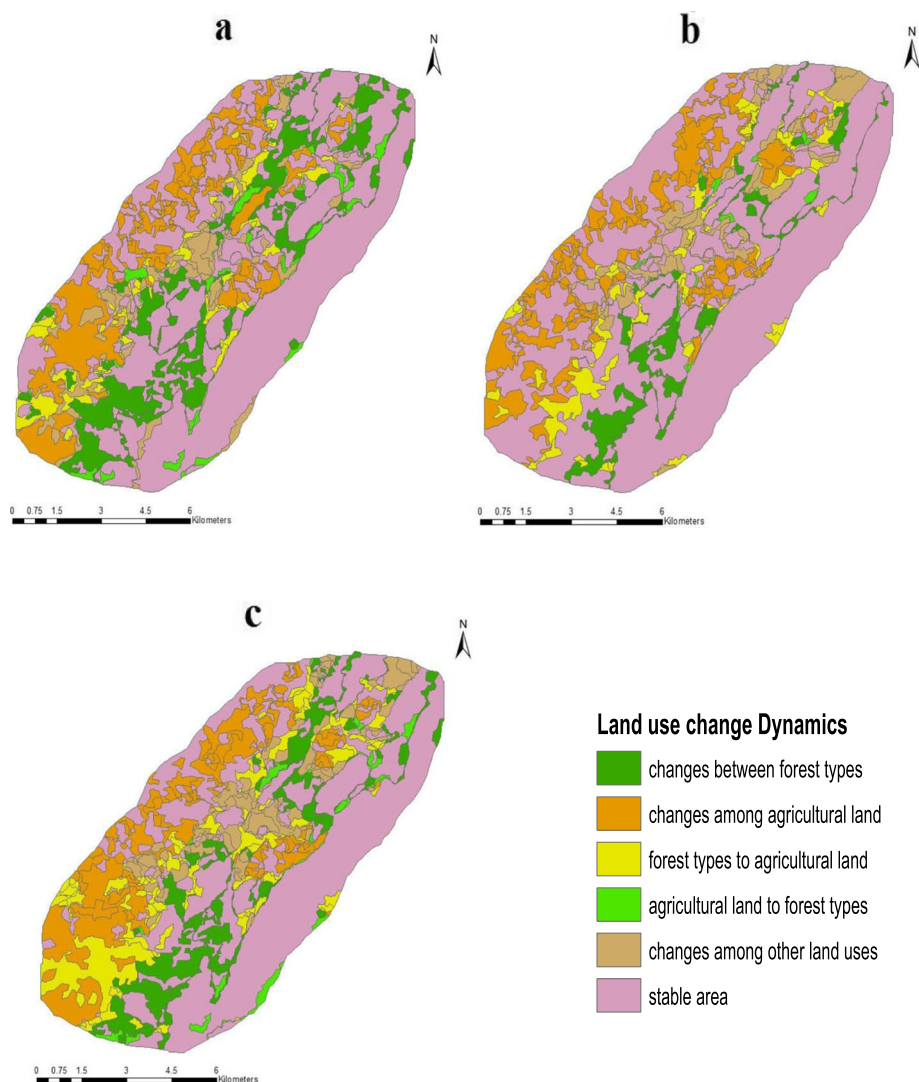 a
N
0 0.75 1.5 3 4.5 6
Kilometers
b
N
0 0.75 1.5 3 4.5 6
Kilometers
c
N
0 0.75 1.5 3 4.5 6
Kilometers
Land use change Dynamics
changes between forest types
changes among agricultural land
forest types to agricultural land
agricultural land to forest types
changes among other land uses
stable area